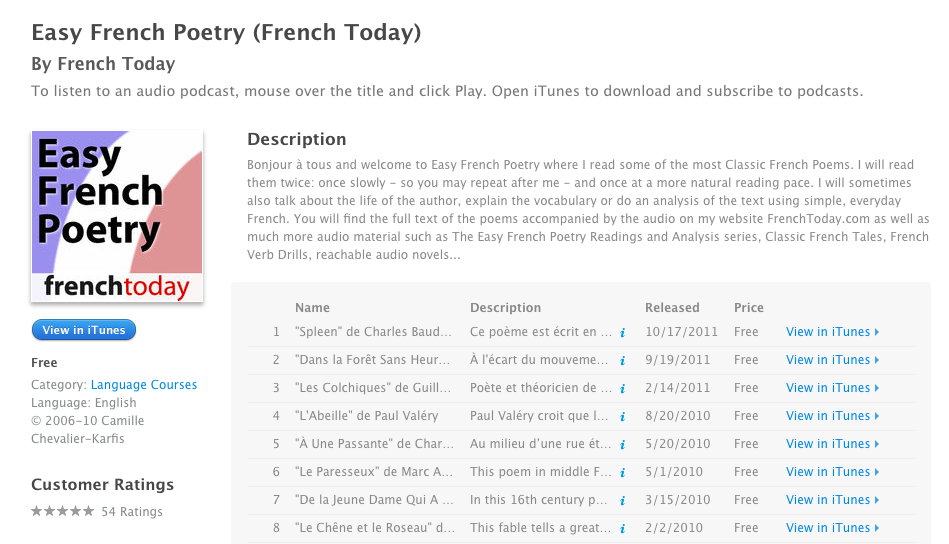 Easy French Poetry (French Today)
By French Today
To listen to an audio podcast, mouse over the title and click Play. Open iTunes to download and subscribe to podcasts.
Easy
French
Poetry
frenchtoday
View in iTunes
Free
Category: Language Courses
Language: English
© 2006-10 Camille
Chevalier-Karfis
Customer Ratings
★★★★★ 54 Ratings
Description
Bonjour à tous and welcome to Easy French Poetry where I read some of the most Classic French Poems. I will read
them twice: once slowly - so you may repeat after me - and once at a more natural reading pace. I will sometimes
also talk about the life of the author, explain the vocabulary or do an analysis of the text using simple, everyday
French. You will find the full text of the poems accompanied by the audio on my website FrenchToday.com as well as
much more audio material such as The Easy French Poetry Readings and Analysis series, Classic French Tales, French
Verb Drills, reachable audio novels...
Name Description Released Price
1 "Spleen" de Charles Baud... Ce poème est écrit en ... i 10/17/2011 Free View in iTunes
2 "Dans la Forêt Sans Heur... À l'écart du mouveme... i 9/19/2011 Free View in iTunes
3 "Les Colchiques" de Guill... Poète et théoricien de ... i 2/14/2011 Free View in iTunes
4 "L'Abeille" de Paul Valéry Paul Valéry croit que l... i 8/20/2010 Free View in iTunes
5 "À Une Passante" de Char... Au milieu d'une rue ét... i 5/20/2010 Free View in iTunes
6 "Le Paresseux" de Marc A... This poem in middle F... i 5/1/2010 Free View in iTunes
7 "De la Jeune Dame Qui A ... In this 16th century p... i 3/15/2010 Free View in iTunes
8 "Le Chêne et le Roseau" d... This fable tells a great... i 2/2/2010 Free View in iTunes